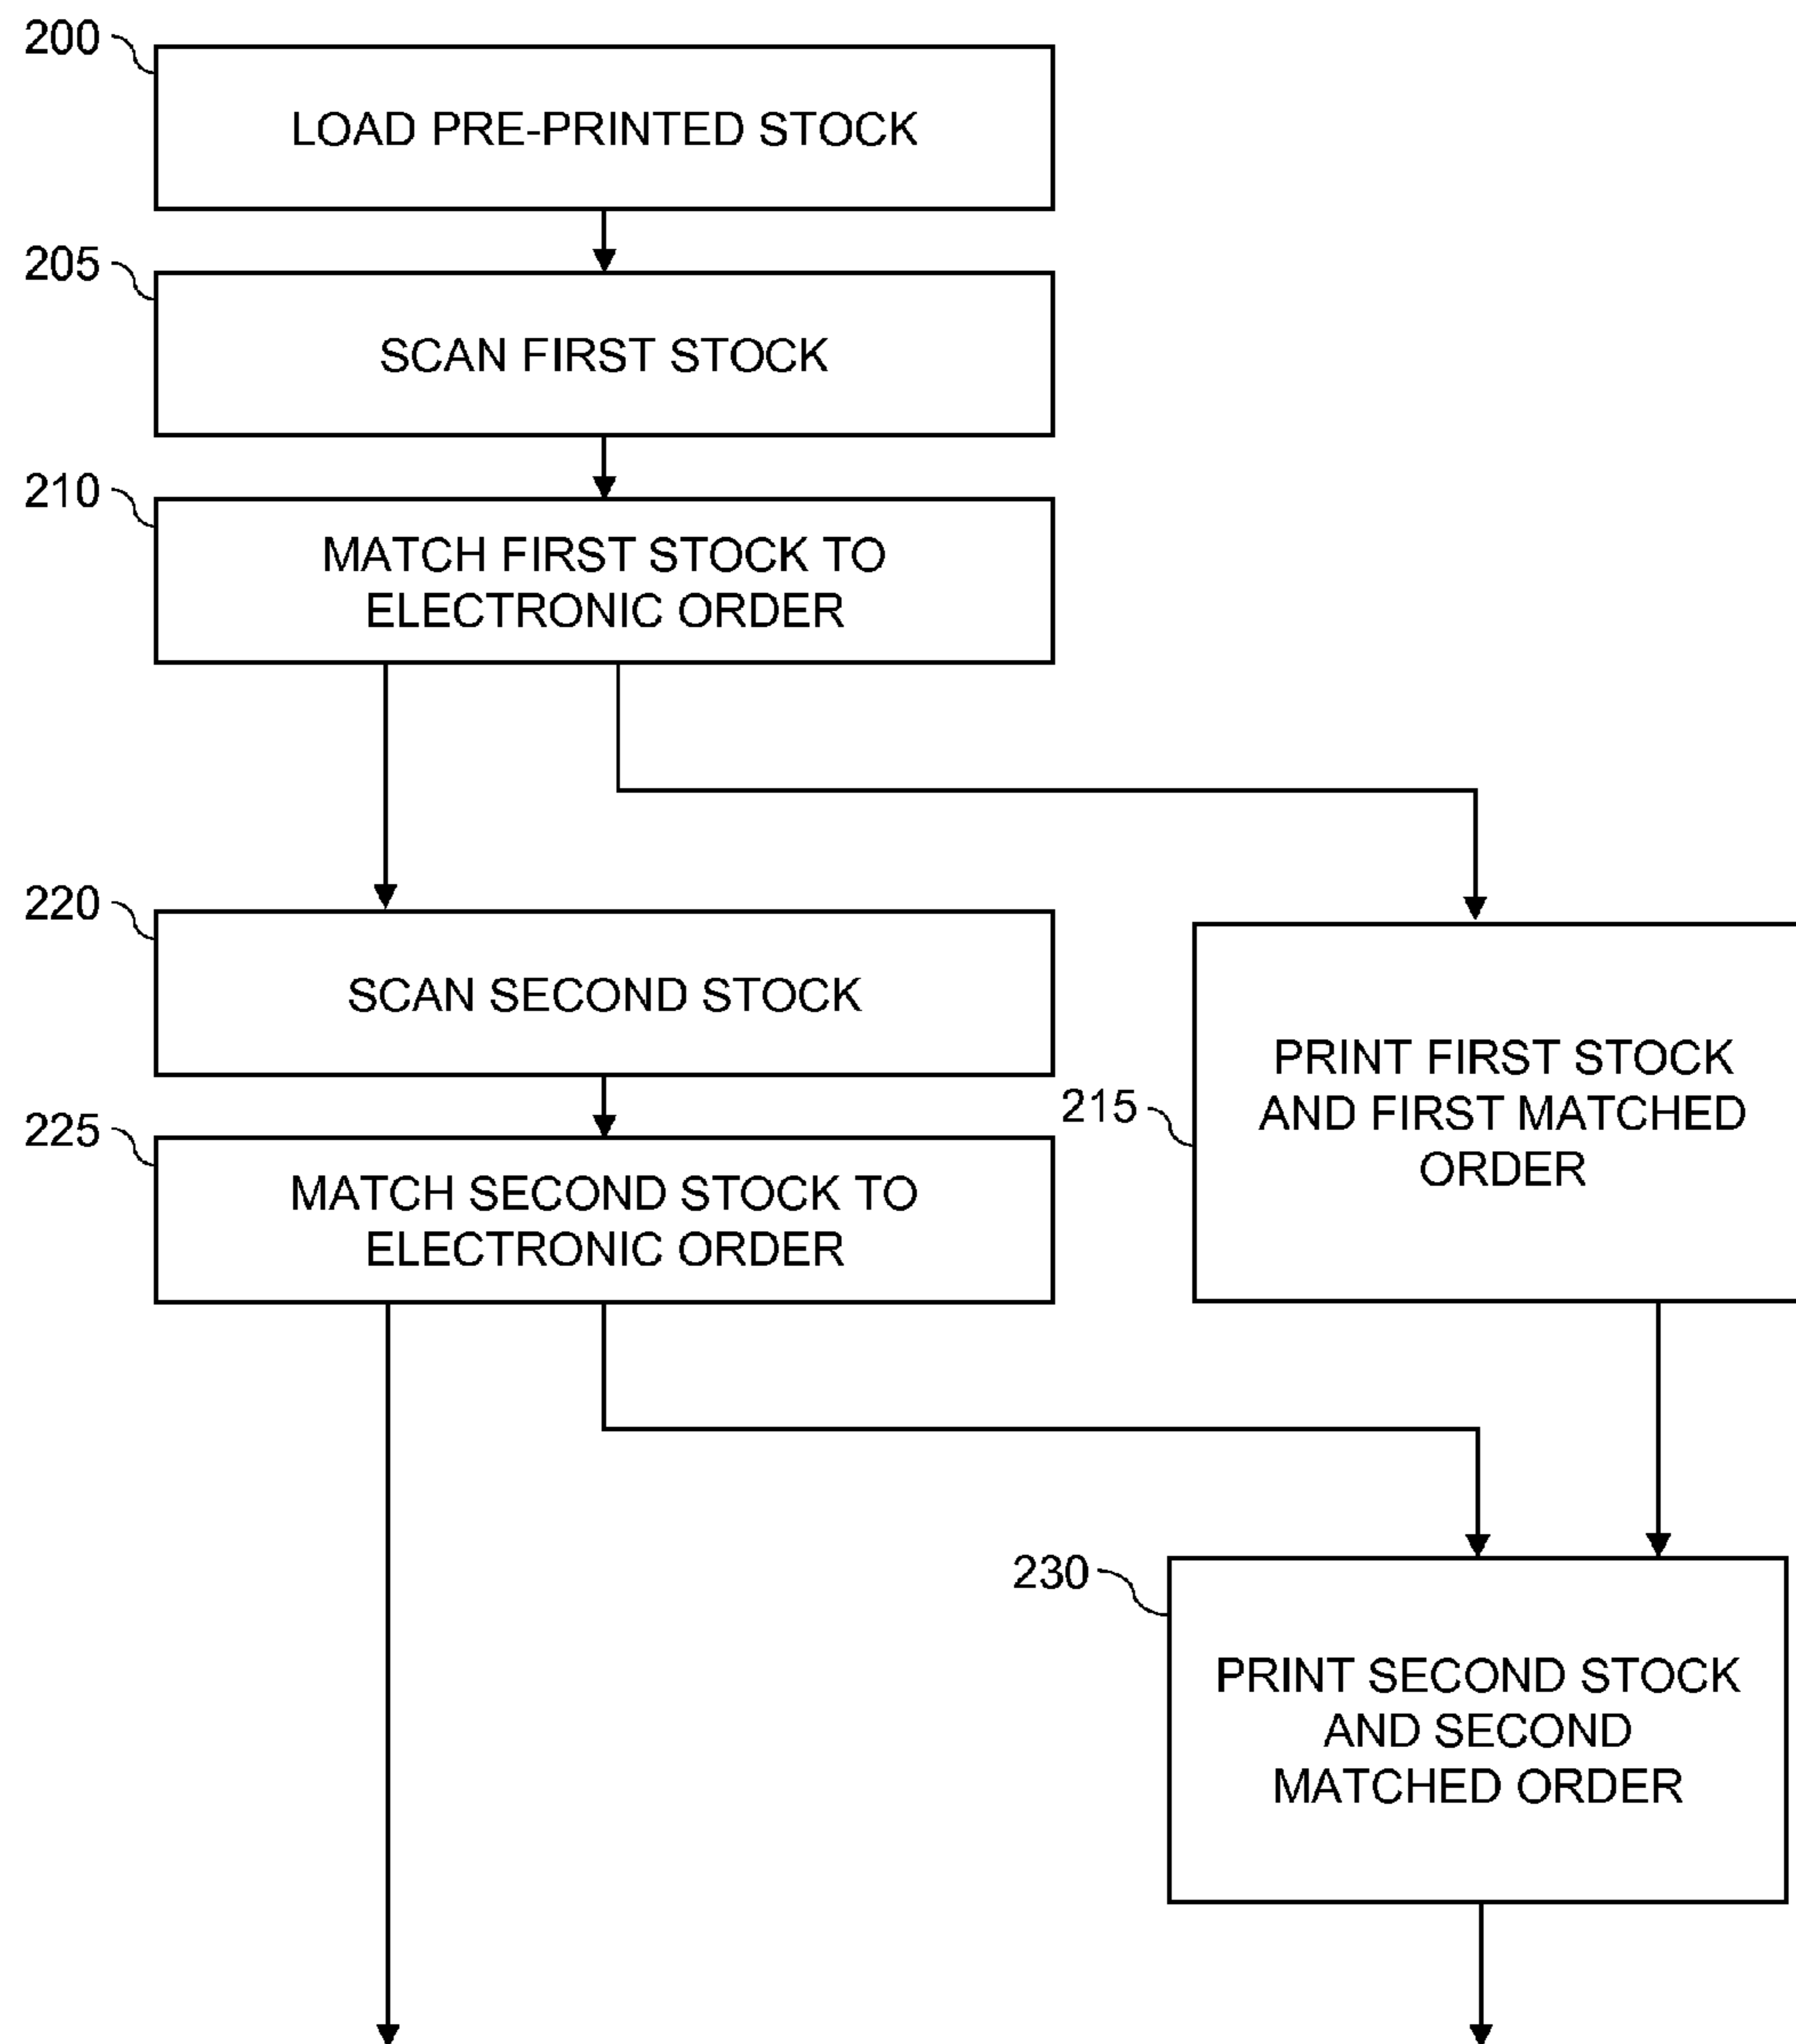 200
LOAD PRE-PRINTED STOCK
205
SCAN FIRST STOCK
210
MATCH FIRST STOCK TO
ELECTRONIC ORDER
220
SCAN SECOND STOCK
215
PRINT FIRST STOCK
AND FIRST MATCHED
ORDER
225
MATCH SECOND STOCK TO
ELECTRONIC ORDER
230
PRINT SECOND STOCK
AND SECOND
MATCHED ORDER